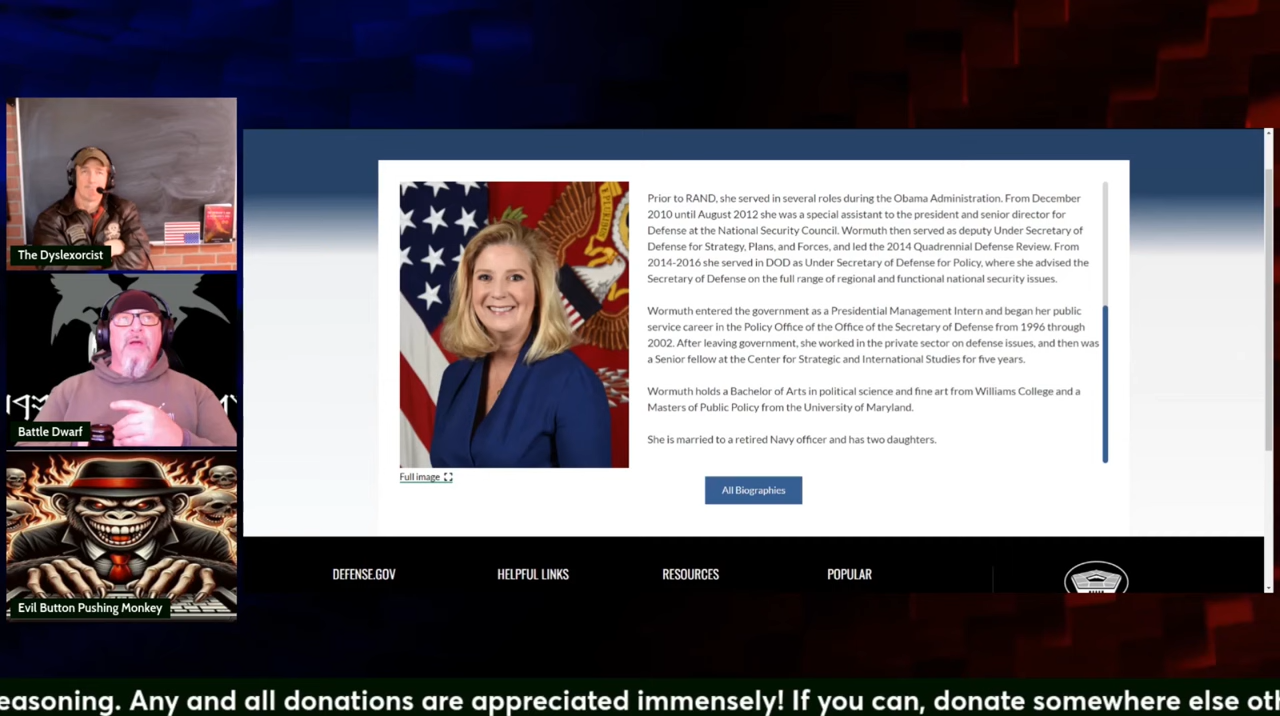 The Dyslexorcist
Battle Dwarf
Evil Button Pushing Monkey
Prior to RAND, she served in several roles during the Obama Administration. From December
2010 until August 2012 she was a special assistant to the president and senior director for
Defense at the National Security Council. Wormuth then served as deputy Under Secretary of
Defense for Strategy, Plans, and Forces, and led the 2014 Quadrennial Defense Review. From
2014-2016 she served in DOD as Under Secretary of Defense for Policy, where she advised the
Secretary of Defense on the full range of regional and functional national security issues.
Wormuth entered the government as a Presidential Management Intern and began her public
service career in the Policy Office of the Office of the Secretary of Defense from 1996 through
2002. After leaving government, she worked in the private sector on defense issues, and then was
a Senior fellow at the Center for Strategic and International Studies for five years.
Wormuth holds a Bachelor of Arts in political science and fine art from Williams College and a
Masters of Public Policy from the University of Maryland.
She is married to a retired Navy officer and has two daughters.
Full image
All Biographies
DEFENSE.GOV HELPFUL LINKS RESOURCES POPULAR
easoning. Any and all donations are appreciated immensely! If you can, donate somewhere else oth